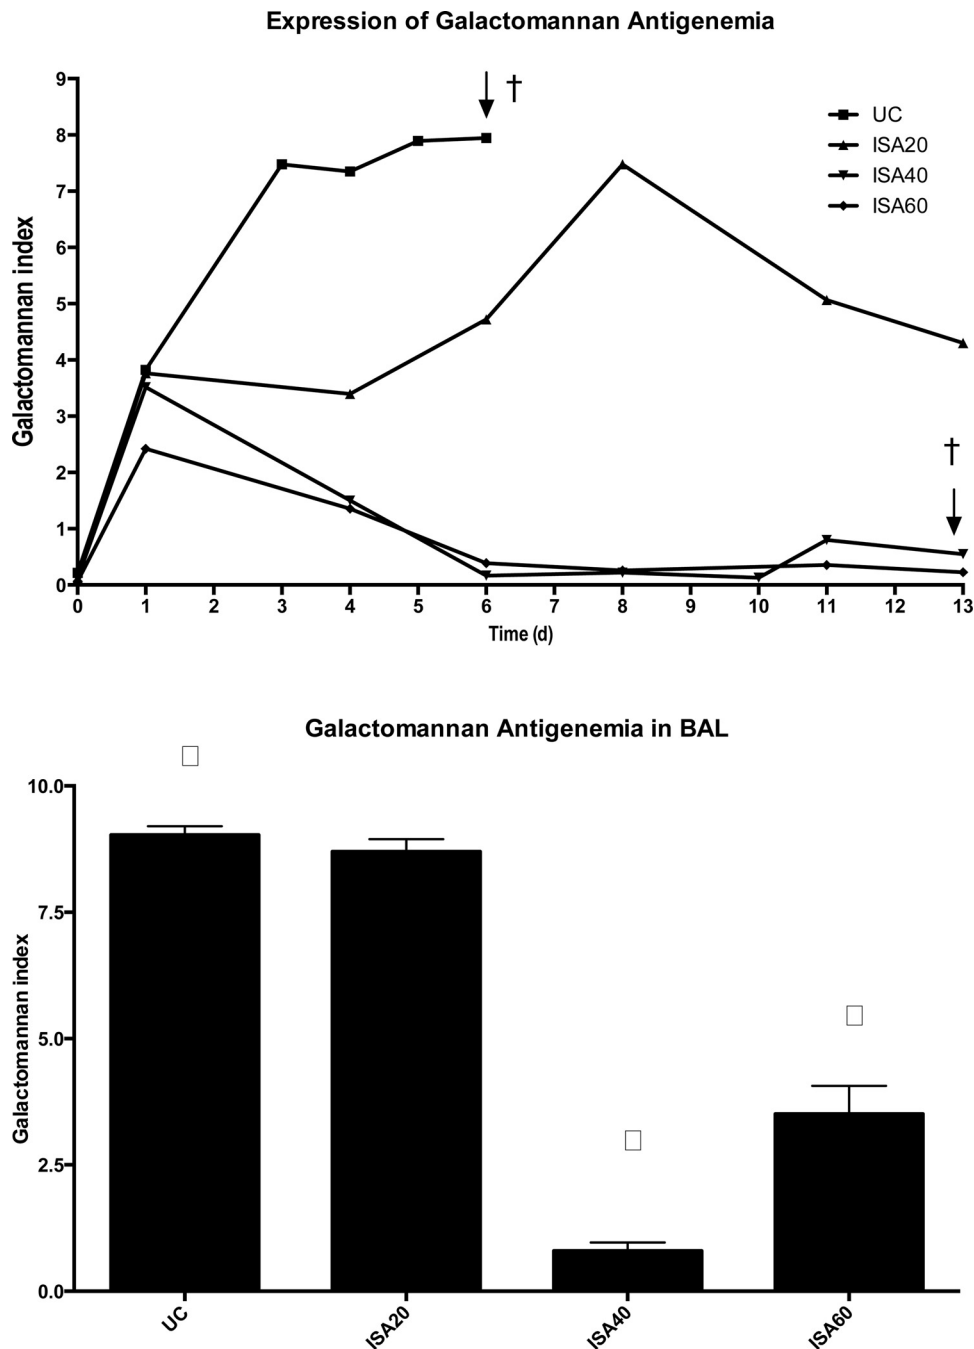 Expression of Galactomannan Antigenemia
9
8
7
6
5
4
3
2
1
0
Galactomannan index
†
UC
ISA20
ISA40
ISA60
†
0 1 2 3 4 5 6 7 8 9 10 11 12 13
Time (d)
Galactomannan Antigenemia in BAL
10.0
7.5
5.0
2.5
0.0
Galactomannan index
UC ISA20 ISA40 ISA60